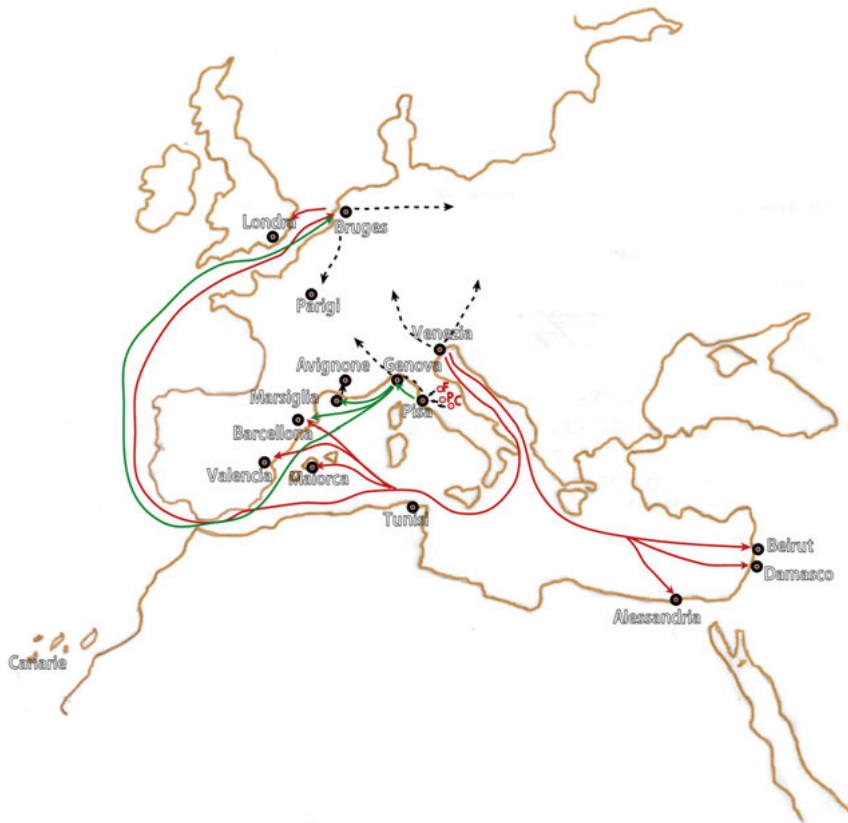 Londra
Bruges
Parigi
Venezia
Avignone
Genova
Marsiglia
F
P C
Pisa
Barcellona
Valencia
Maiorca
Tunisi
Beirut
Damasco
Alessandria
Canarie